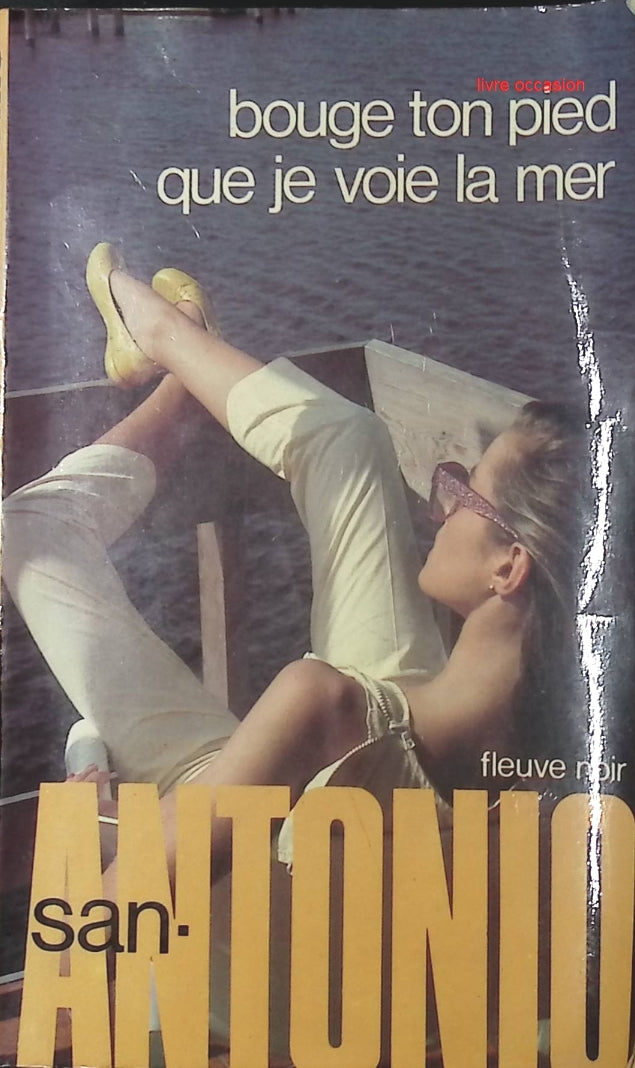 livre occasion
bouge ton pied
que je voie la mer
fleuve noir
san-
ANTONIO